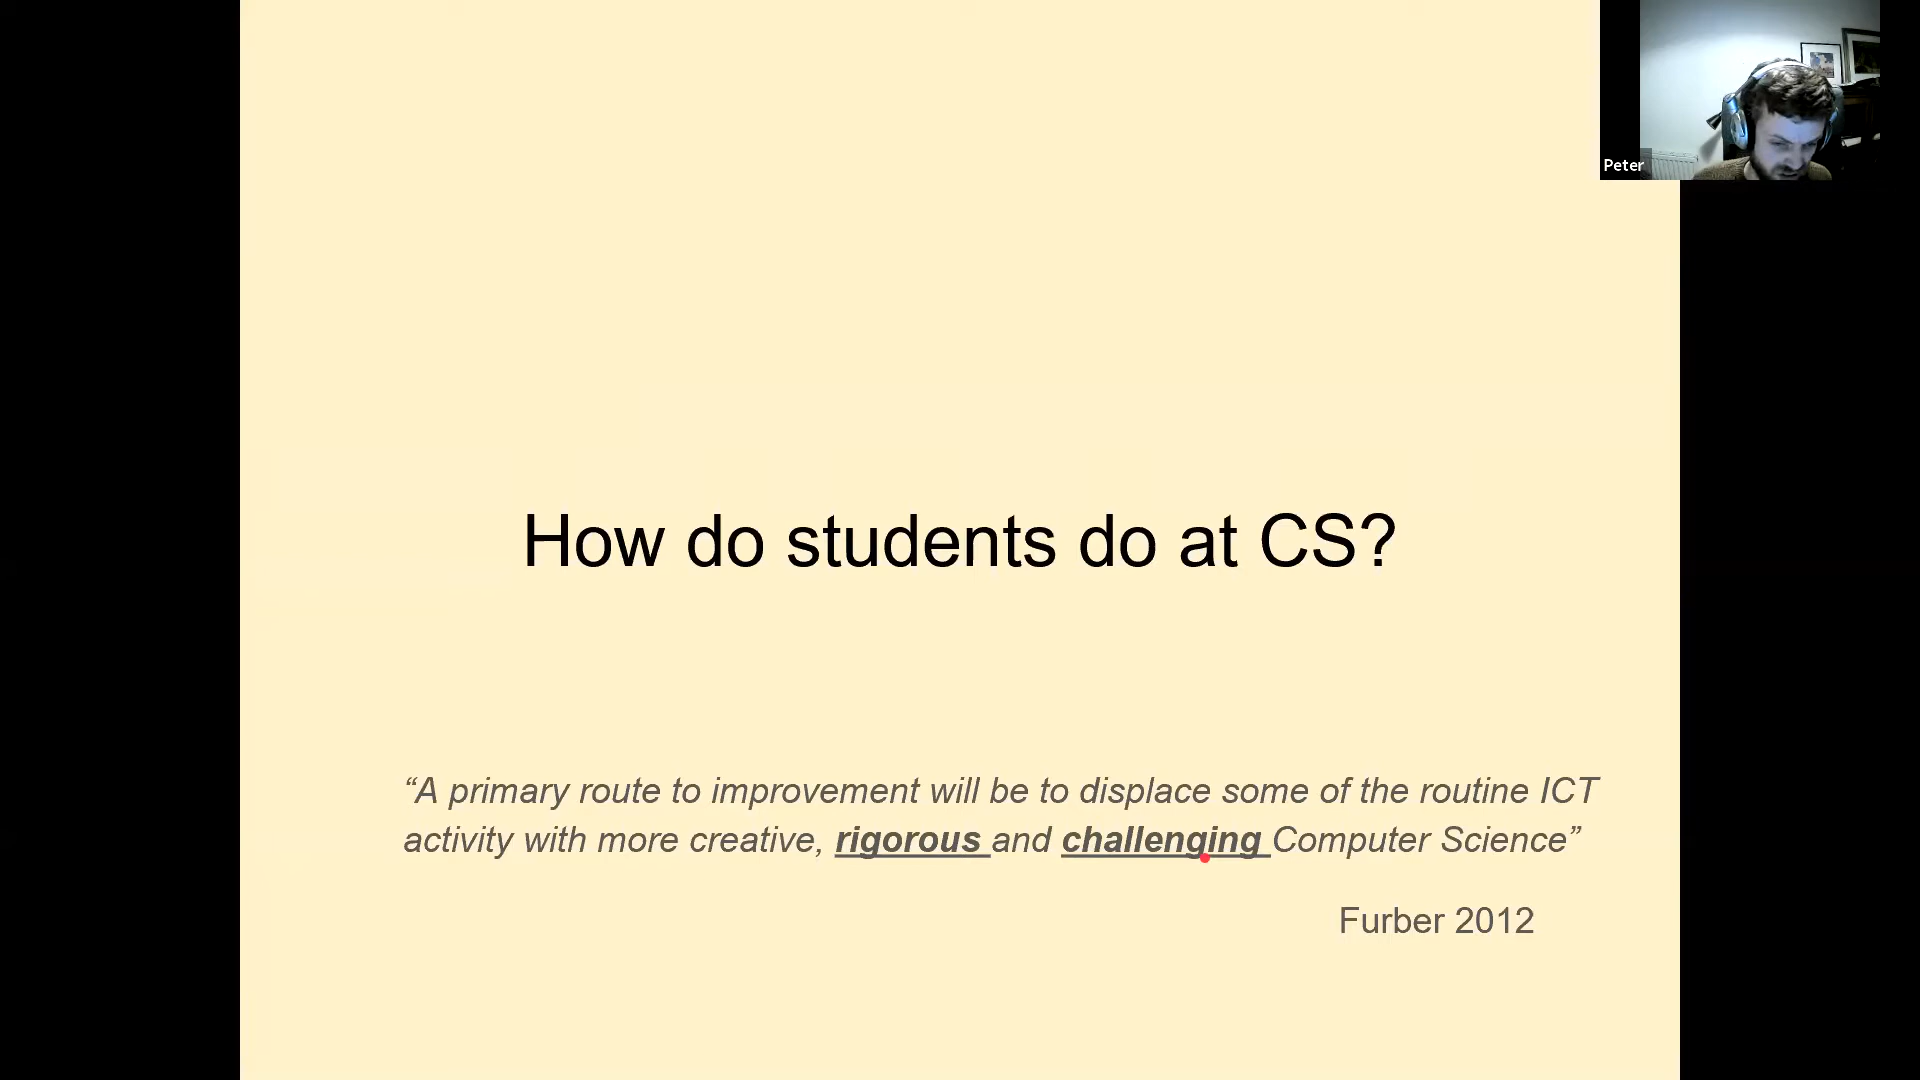 Peter
How do students do at CS?
“A primary route to improvement will be to displace some of the routine ICT
activity with more creative, rigorous and challenging Computer Science”
Furber 2012